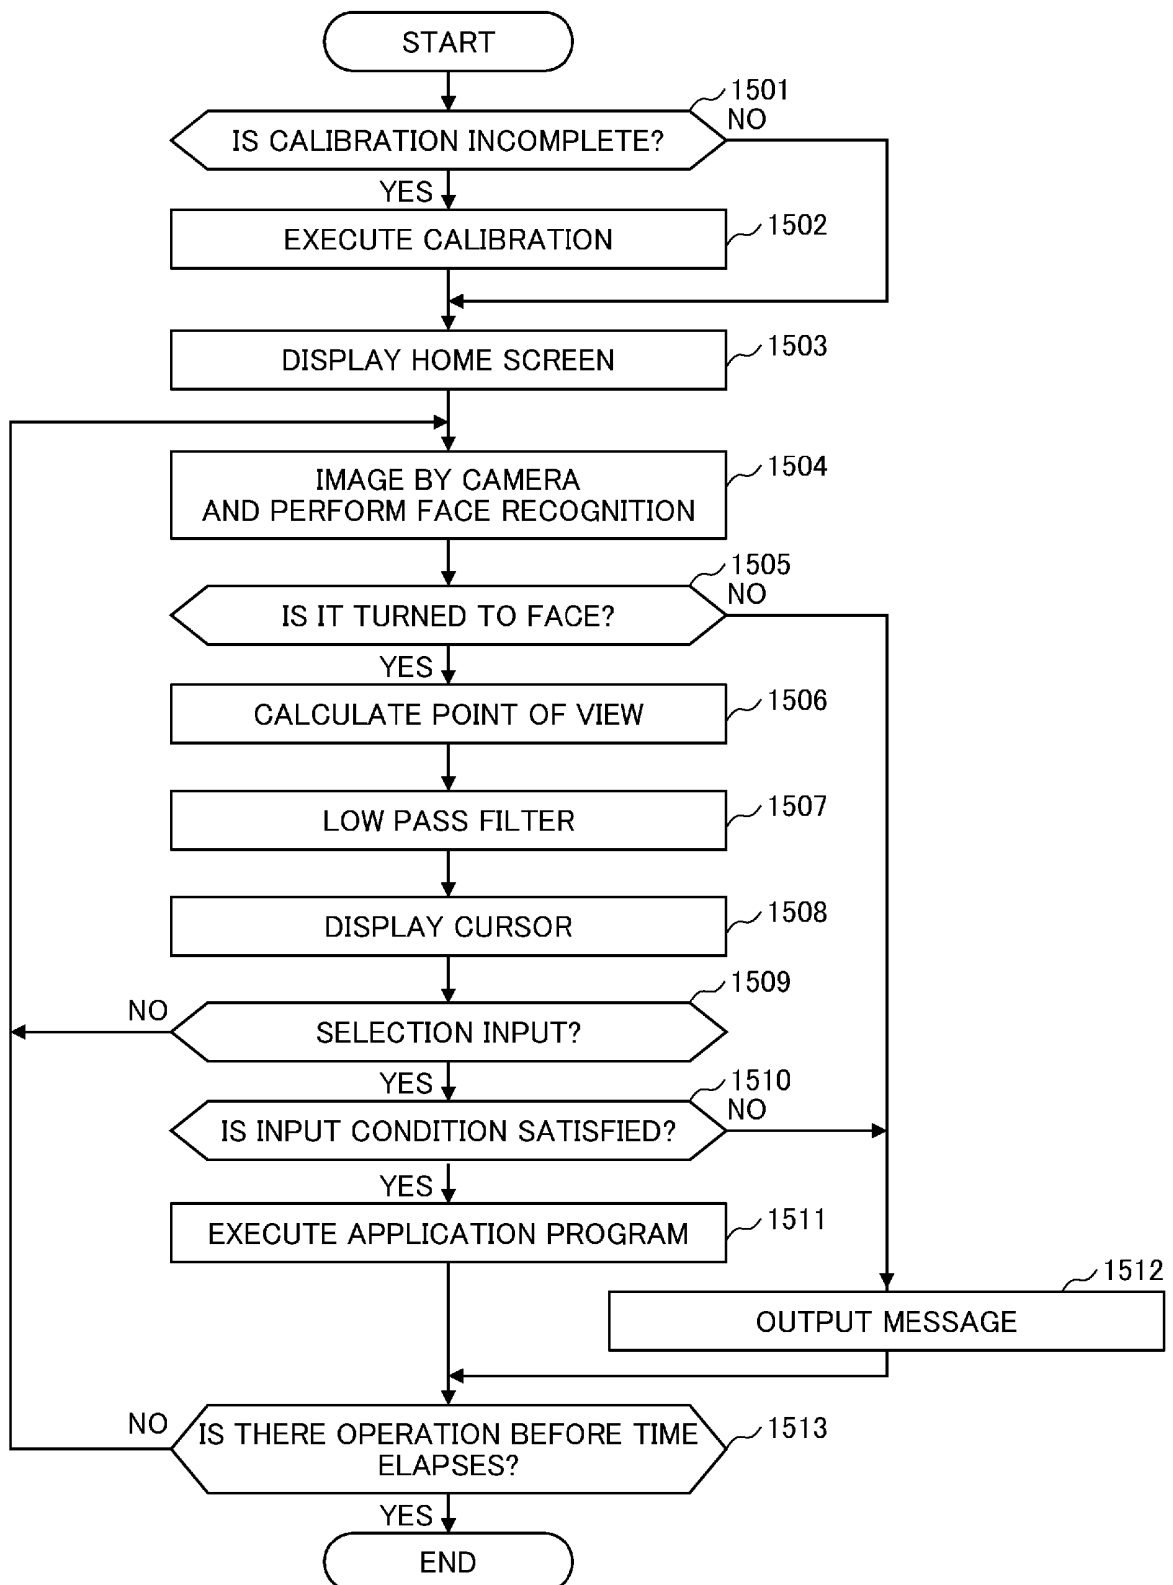 START
1501
IS CALIBRATION INCOMPLETE?
NO
YES
EXECUTE CALIBRATION
1502
DISPLAY HOME SCREEN
1503
IMAGE BY CAMERA
AND PERFORM FACE RECOGNITION
1504
1505
IS IT TURNED TO FACE?
NO
YES
CALCULATE POINT OF VIEW
1506
LOW PASS FILTER
1507
DISPLAY CURSOR
1508
1509
NO
SELECTION INPUT?
YES
1510
IS INPUT CONDITION SATISFIED?
NO
YES
EXECUTE APPLICATION PROGRAM
1511
1512
OUTPUT MESSAGE
NO
IS THERE OPERATION BEFORE TIME
ELAPSES?
1513
YES
END